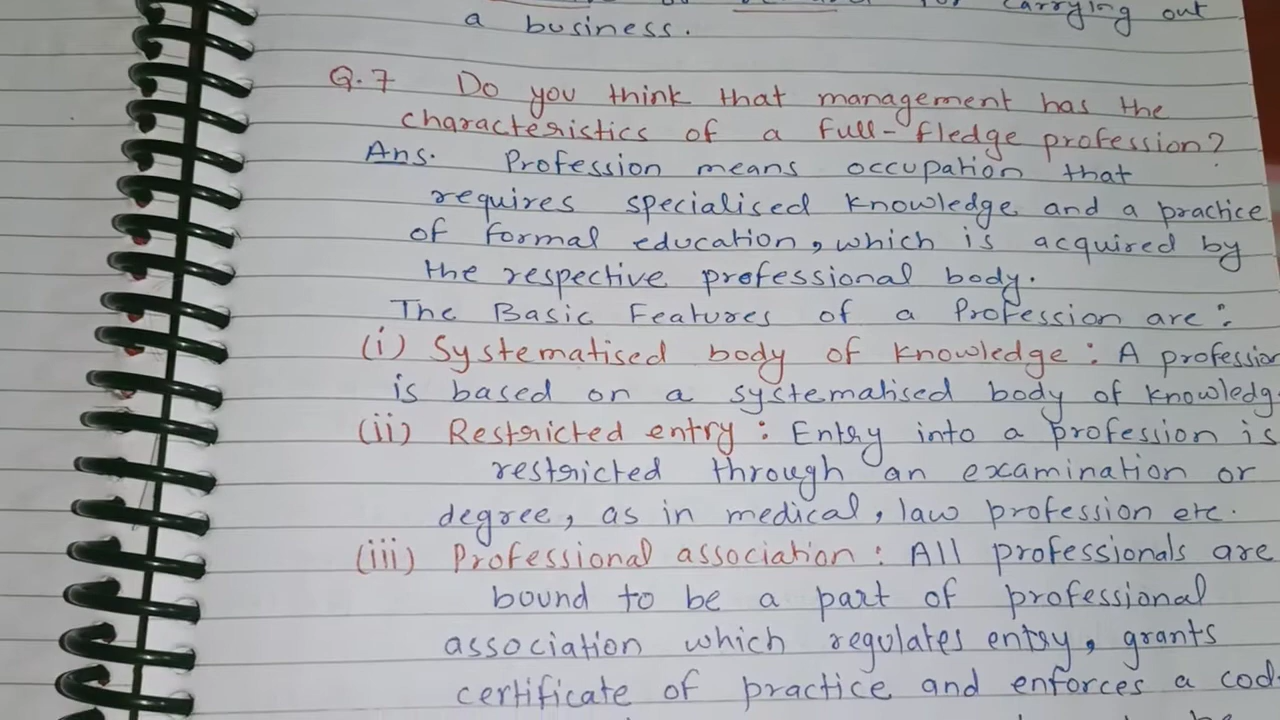 carrying out
a business.
Q.7 Do you think that management has the
characteristics of a full-fledge profession?
Ans. Profession means occupation that
requires specialised knowledge and a practice
of formal education, which is acquired by
the respective professional body.
The Basic Features of a Profession are:
(i) Systematised body of knowledge: A profession
is based on a systematised body of knowledg
(ii) Restricted entry: Entry into a profession is
restricted through an examination or
degree, as in medical, law profession etc.
(iii) Professional association: All professionals are
bound to be a part of professional
association which regulates entry, grants
certificate of practice and enforces a cod